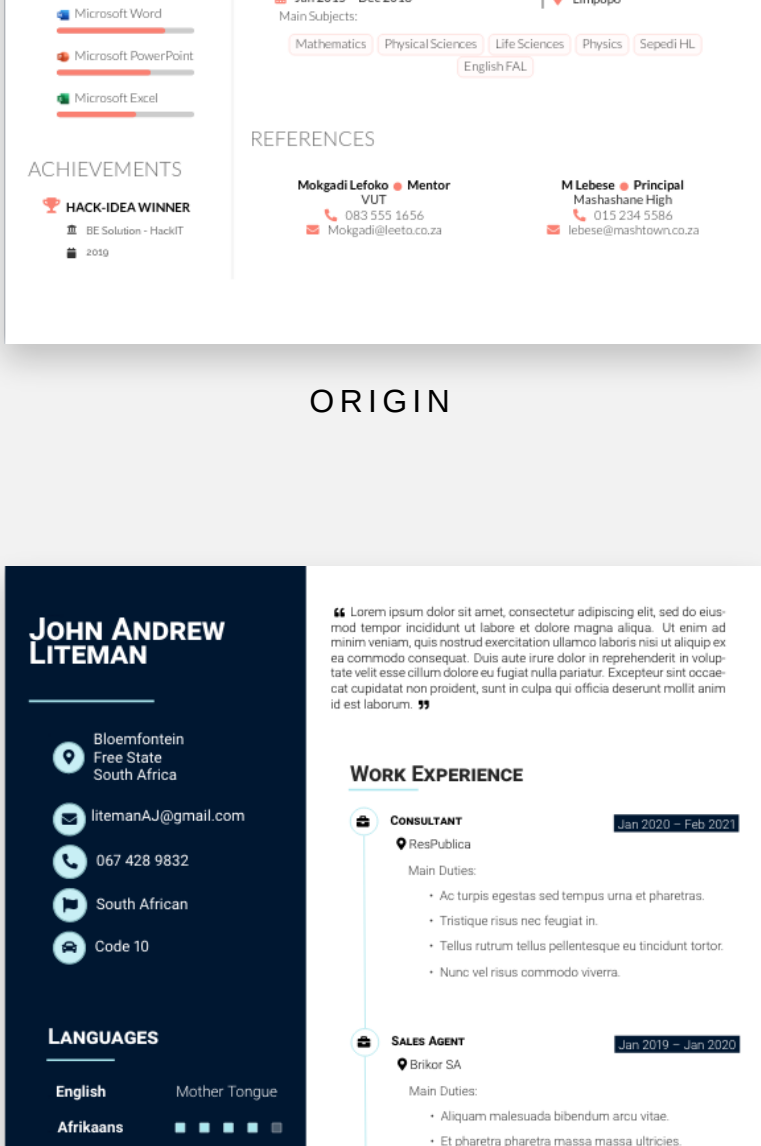 Microsoft Word
Microsoft PowerPoint
Microsoft Excel
ACHIEVEMENTS
HACK-IDEA WINNER
BE Solution - HackIT
2019
Main Subjects:
Mathematics Physical Sciences Life Sciences Physics Sepedi HL
English FAL
REFERENCES
Mokgadi Lefoko ● Mentor
VUT
083 555 1656
Mokgadi@leeto.co.za
M Lebese ● Principal
Mashashane High
015 234 5586
lebese@mashtown.co.za
ORIGIN
JOHN ANDREW
LITEMAN
Bloemfontein
Free State
South Africa
litemanAJ@gmail.com
067 428 9832
South African
Code 10
LANGUAGES
English Mother Tongue
Afrikaans
❝ Lorem ipsum dolor sit amet, consectetur adipiscing elit, sed do eius-
mod tempor incididunt ut labore et dolore magna aliqua. Ut enim ad
minim veniam, quis nostrud exercitation ullamco laboris nisi ut aliquip ex
ea commodo consequat. Duis aute irure dolor in reprehenderit in volup-
tate velit esse cillum dolore eu fugiat nulla pariatur. Excepteur sint occae-
cat cupidatat non proident, sunt in culpa qui officia deserunt mollit anim
id est laborum. ❞
WORK EXPERIENCE
CONSULTANT Jan 2020 – Feb 2021
ResPublica
Main Duties:
• Ac turpis egestas sed tempus urna et pharetras.
• Tristique risus nec feugiat in.
• Tellus rutrum tellus pellentesque eu tincidunt tortor.
• Nunc vel risus commodo viverra.
SALES AGENT Jan 2019 – Jan 2020
Brikor SA
Main Duties:
• Aliquam malesuada bibendum arcu vitae.
• Et pharetra pharetra massa massa ultricies.